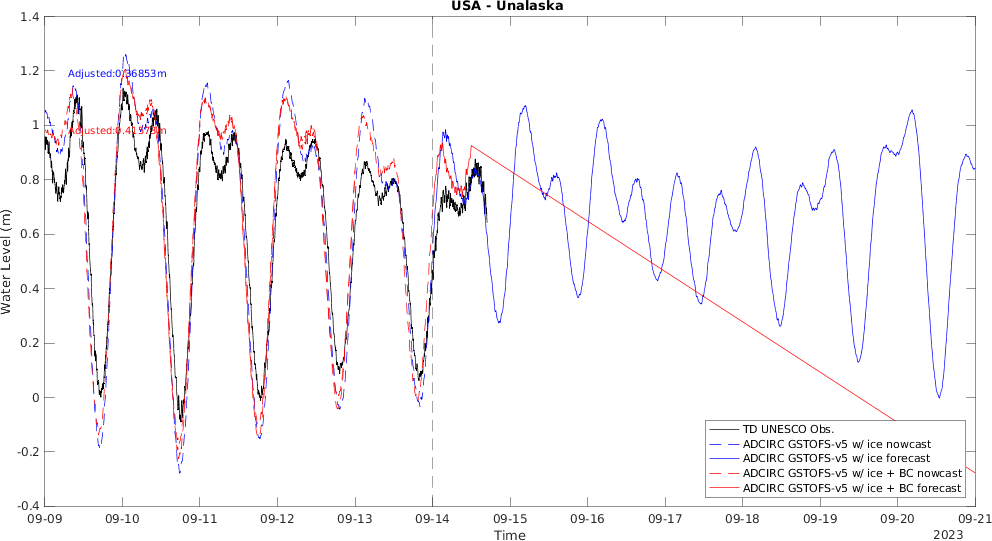 USA - Unalaska
1.4
1.2
1
0.8
0.6
0.4
0.2
0
-0.2
-0.4
Water Level (m)
Adjusted:0.36853m
TD UNESCO Obs.
ADCIRC GSTOFS-v5 w/ ice nowcast
ADCIRC GSTOFS-v5 w/ ice forecast
ADCIRC GSTOFS-v5 w/ ice + BC nowcast
ADCIRC GSTOFS-v5 w/ ice + BC forecast
09-09 09-10 09-11 09-12 09-13 09-14 09-15 09-16 09-17 09-18 09-19 09-20 09-21
Time
2023